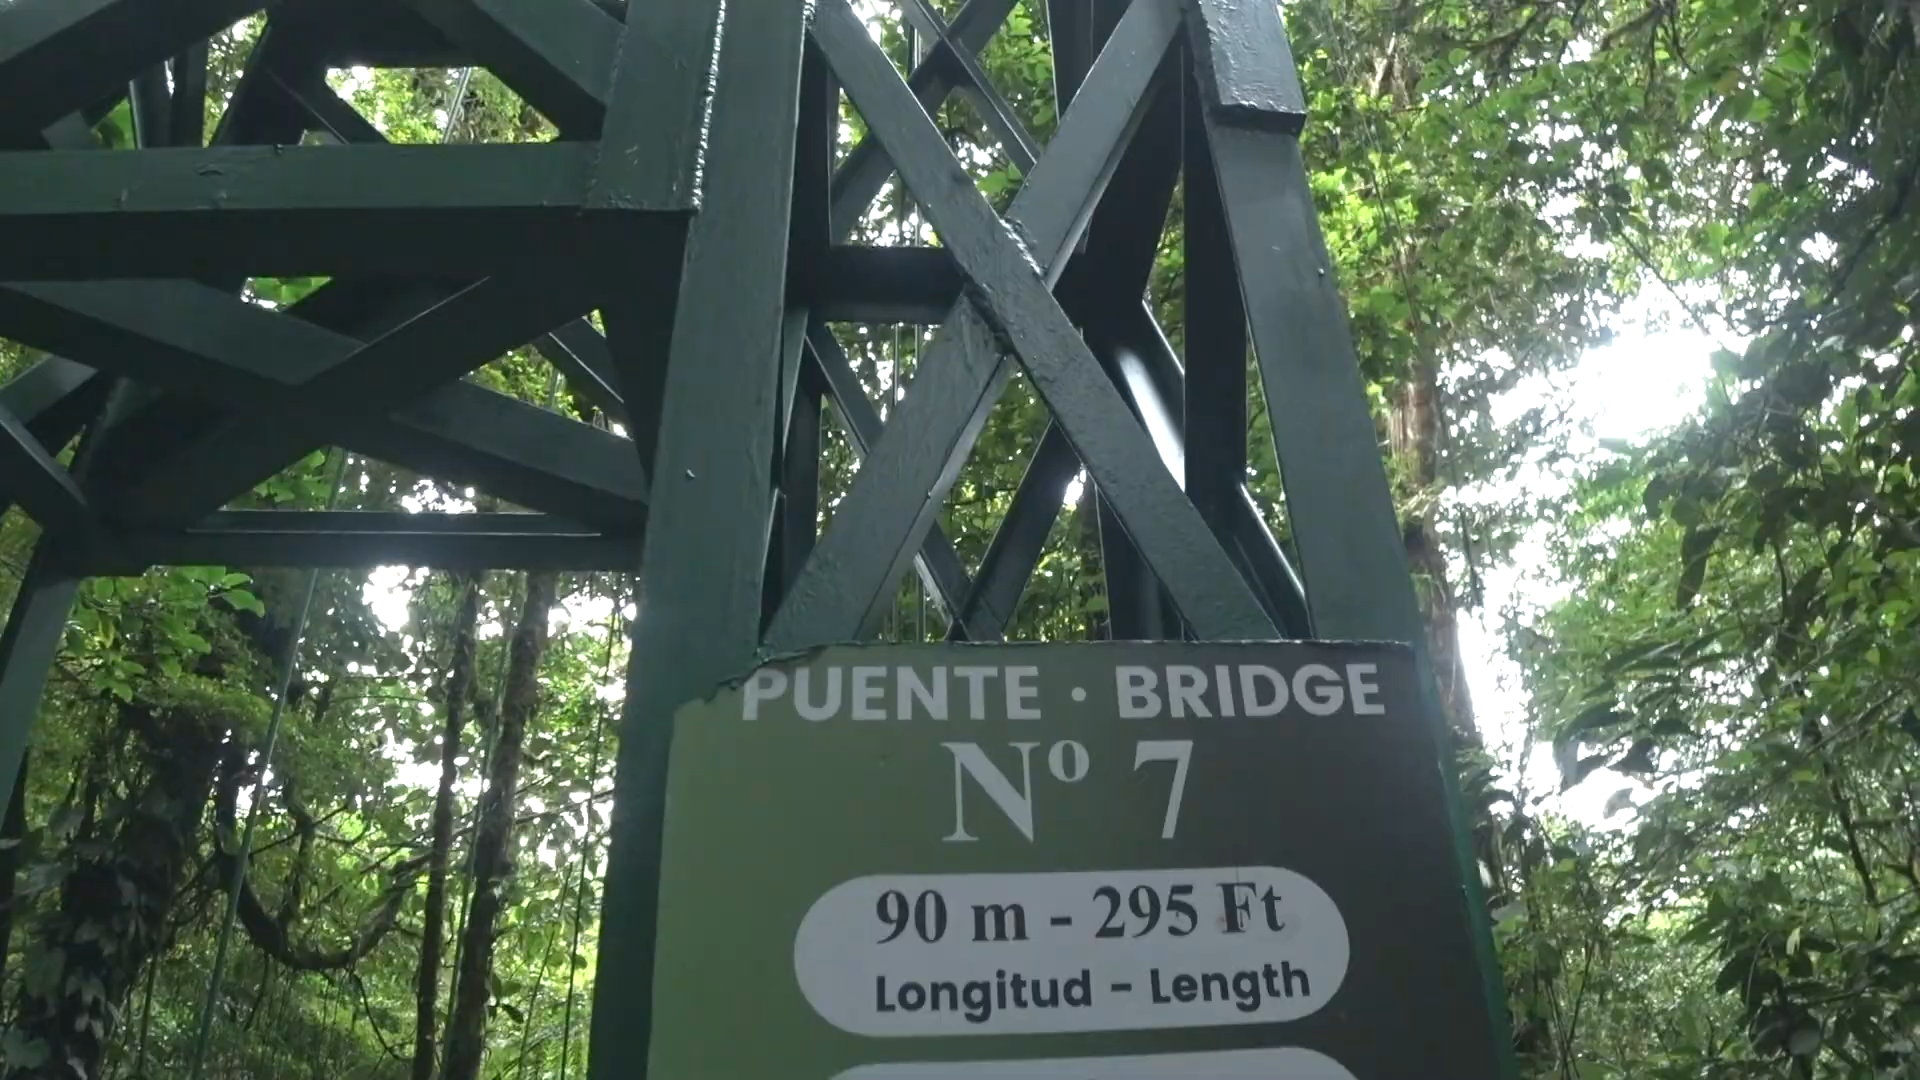 PUENTE · BRIDGE
Nº 7
90 m - 295 Ft
Longitud - Length